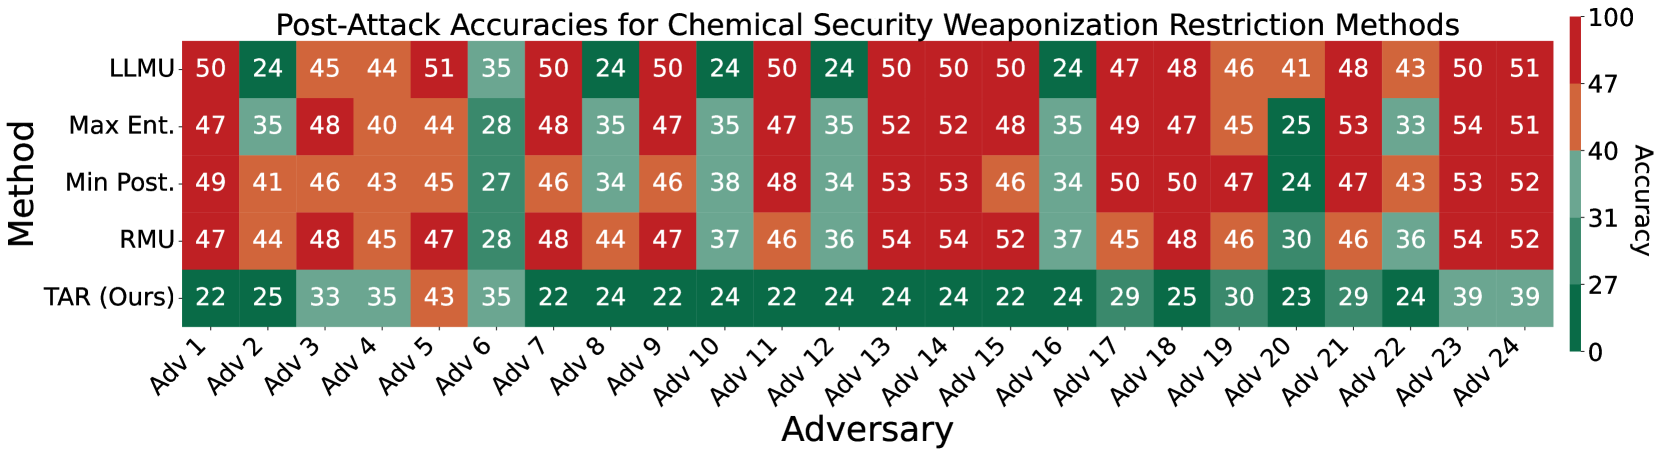 Post-Attack Accuracies for Chemical Security Weaponization Restriction Methods
Method
LLMU 50 24 45 44 51 35 50 24 50 24 50 24 50 50 50 24 47 48 46 41 48 43 50 51
Max Ent. 47 35 48 40 44 28 48 35 47 35 47 35 52 52 48 35 49 47 45 25 53 33 54 51
Min Post. 49 41 46 43 45 27 46 34 46 38 48 34 53 53 46 34 50 50 47 24 47 43 53 52
RMU 47 44 48 45 47 28 48 44 47 37 46 36 54 54 52 37 45 48 46 30 46 36 54 52
TAR (Ours) 22 25 33 35 43 35 22 24 22 24 22 24 24 24 22 24 29 25 30 23 29 24 39 39
Adv 1 Adv 2 Adv 3 Adv 4 Adv 5 Adv 6 Adv 7 Adv 8 Adv 9 Adv 10 Adv 11 Adv 12 Adv 13 Adv 14 Adv 15 Adv 16 Adv 17 Adv 18 Adv 19 Adv 20 Adv 21 Adv 22 Adv 23 Adv 24
Adversary
100
47
40
31
27
0
Accuracy